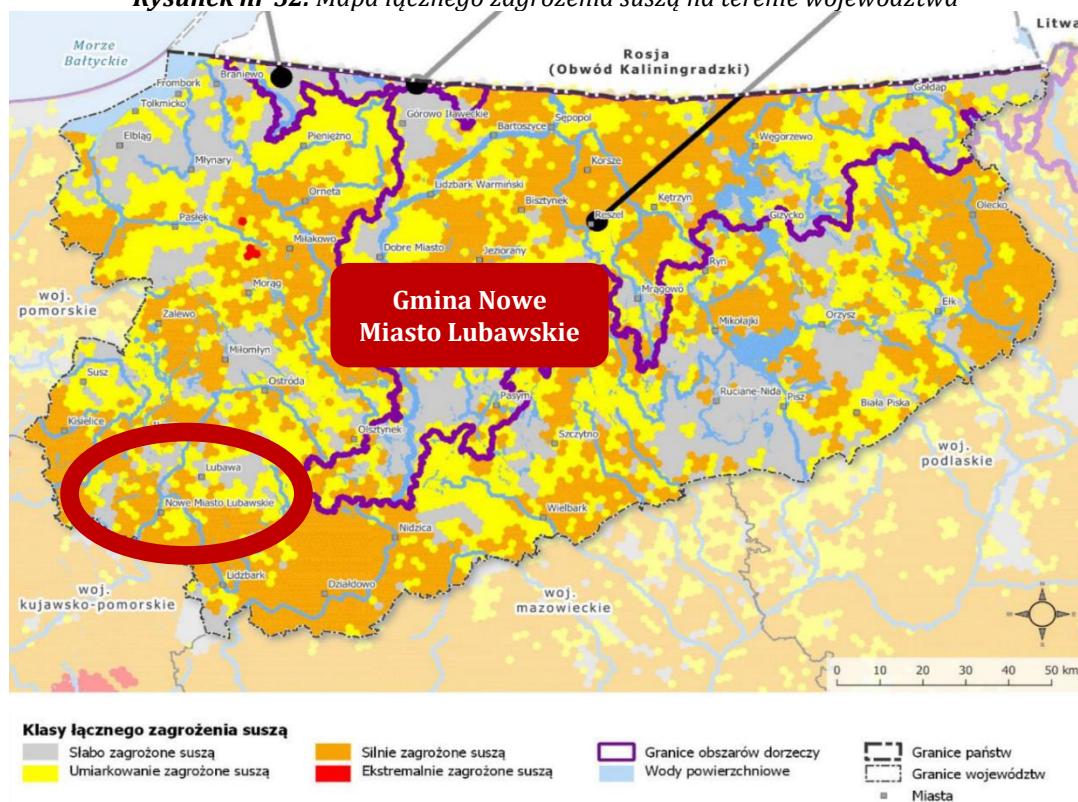 Rysunek nr 32: Mapa łącznego zagrożenia suszą na terenie województwa
Morze
Bałtyckie
Litwa
Rosja
(Obwód Kaliningradzki)
Frombork
Braniewo
Gołdap
Tolkmicko
Górowo Iławeckie
Sępopol
Bartoszyce
Węgorzewo
Elbląg
Pieniężno
Młynary
Korsze
Lidzbark Warmiński
Orneta
Bisztynek
Kętrzyn
Reszel
Giżycko
Olecko
Pasłęk
Miłakowo
Dobre Miasto
Jeziorany
Ryn
Morąg
Mrągowo
woj.
pomorskie
Gmina Nowe
Miasto Lubawskie
Zalewo
Mikołajki
Orzysz
Ełk
Miłomłyn
Susz
Ostróda
Pasym
Ruciane-Nida
Pisz
Biała Piska
Kisielice
Olsztynek
Szczytno
woj.
podlaskie
Lubawa
Nowe Miasto Lubawskie
Wielbark
Nidzica
Lidzbark
Działdowo
woj.
kujawsko-pomorskie
woj.
mazowieckie
0 10 20 30 40 50 km
Klasy łącznego zagrożenia suszą
Słabo zagrożone suszą
Umiarkowanie zagrożone suszą
Silnie zagrożone suszą
Ekstremalnie zagrożone suszą
Granice obszarów dorzeczy
Wody powierzchniowe
Granice państw
Granice województw
Miasta